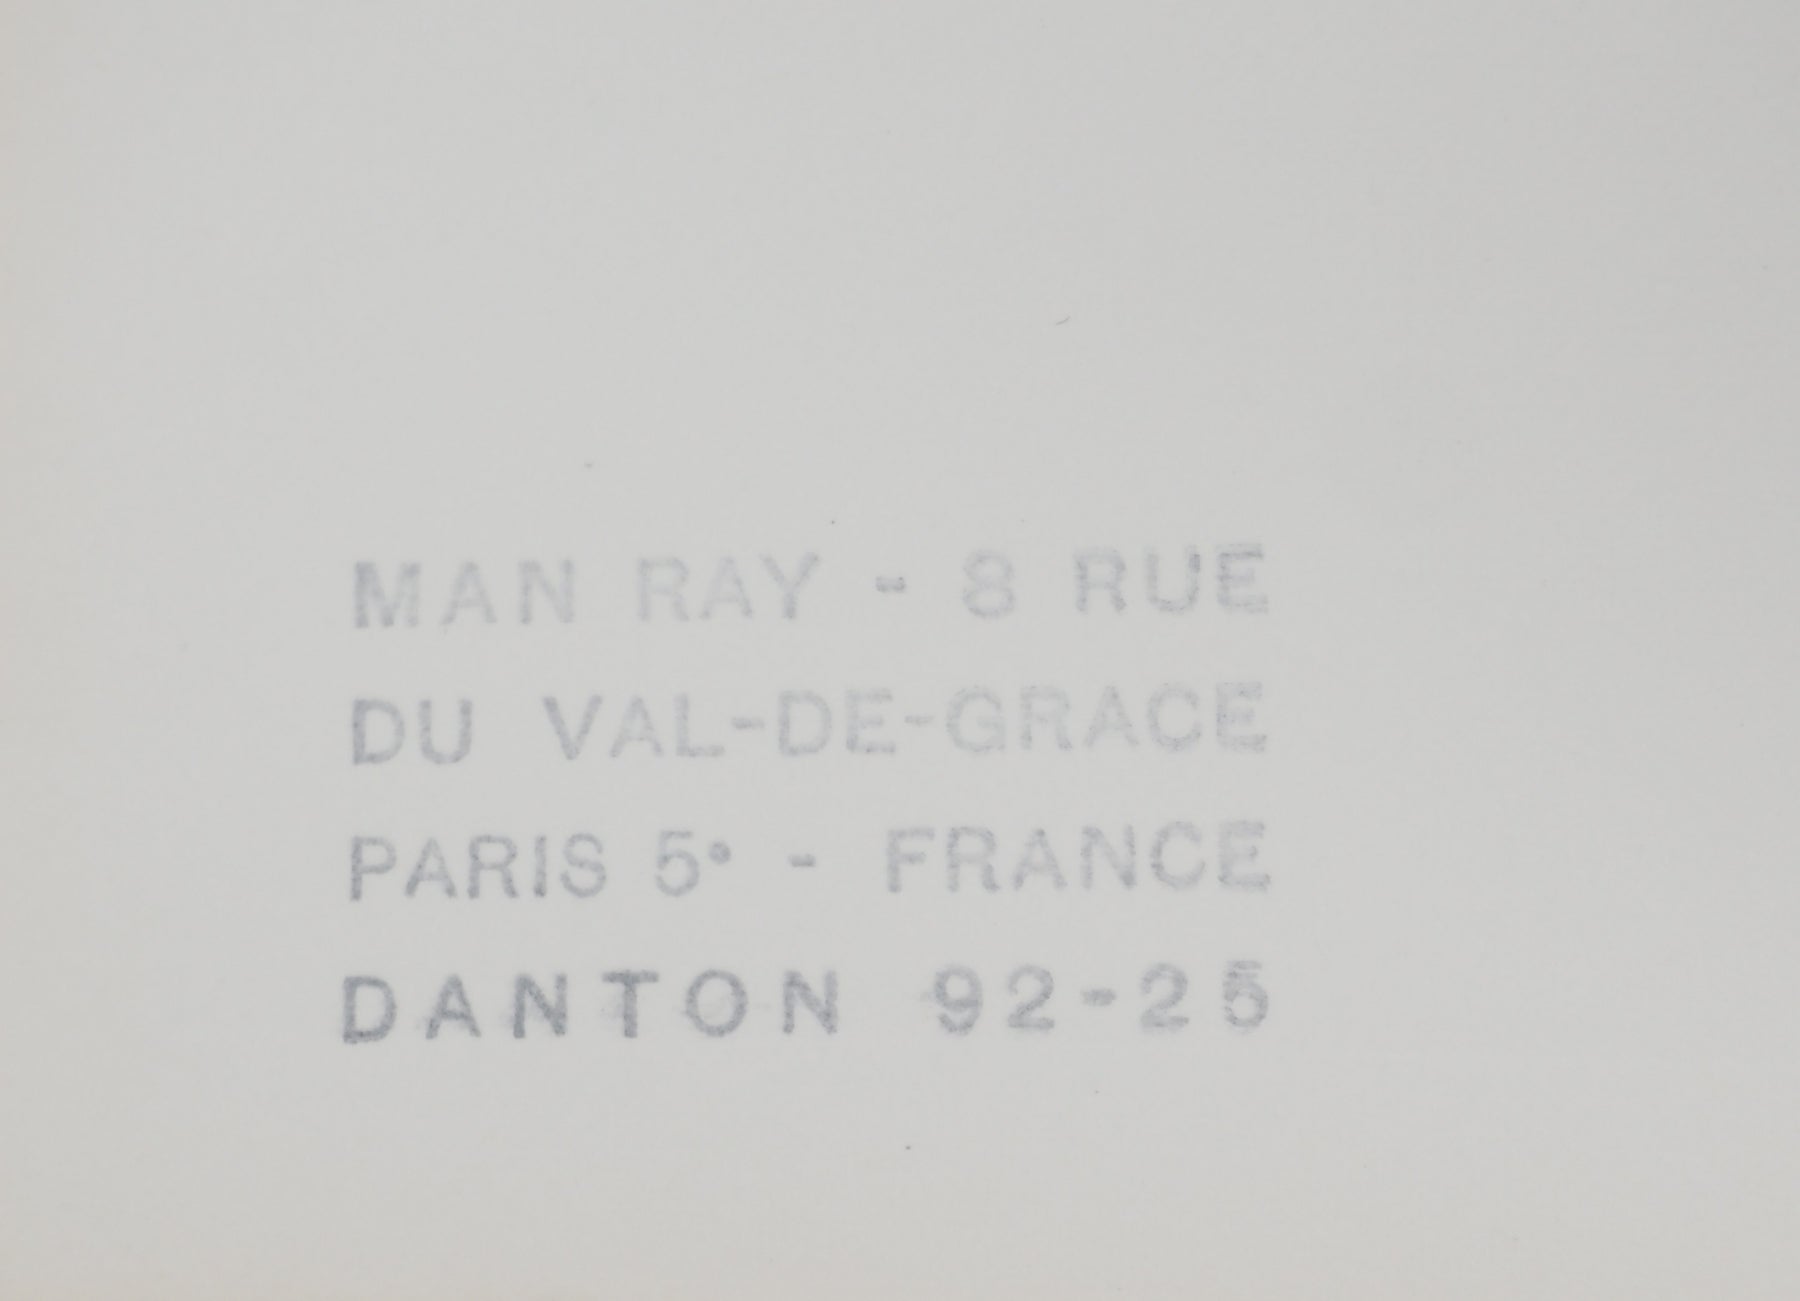 MAN RAY - 8 RUE
DU VAL-DE-GRACE
PARIS 5• - FRANCE
DANTON 92-25